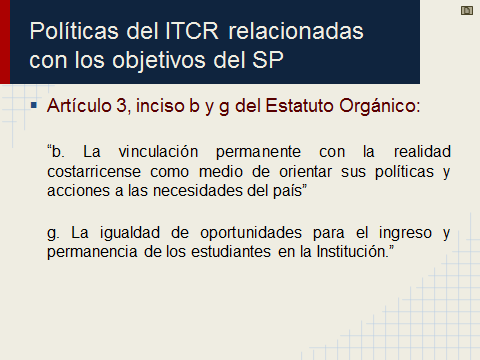 Políticas del ITCR relacionadas
con los objetivos del SP
Artículo 3, inciso b y g del Estatuto Orgánico:
“b. La vinculación permanente con la realidad
costarricense como medio de orientar sus políticas y
acciones a las necesidades del país”
g. La igualdad de oportunidades para el ingreso y
permanencia de los estudiantes en la Institución.”